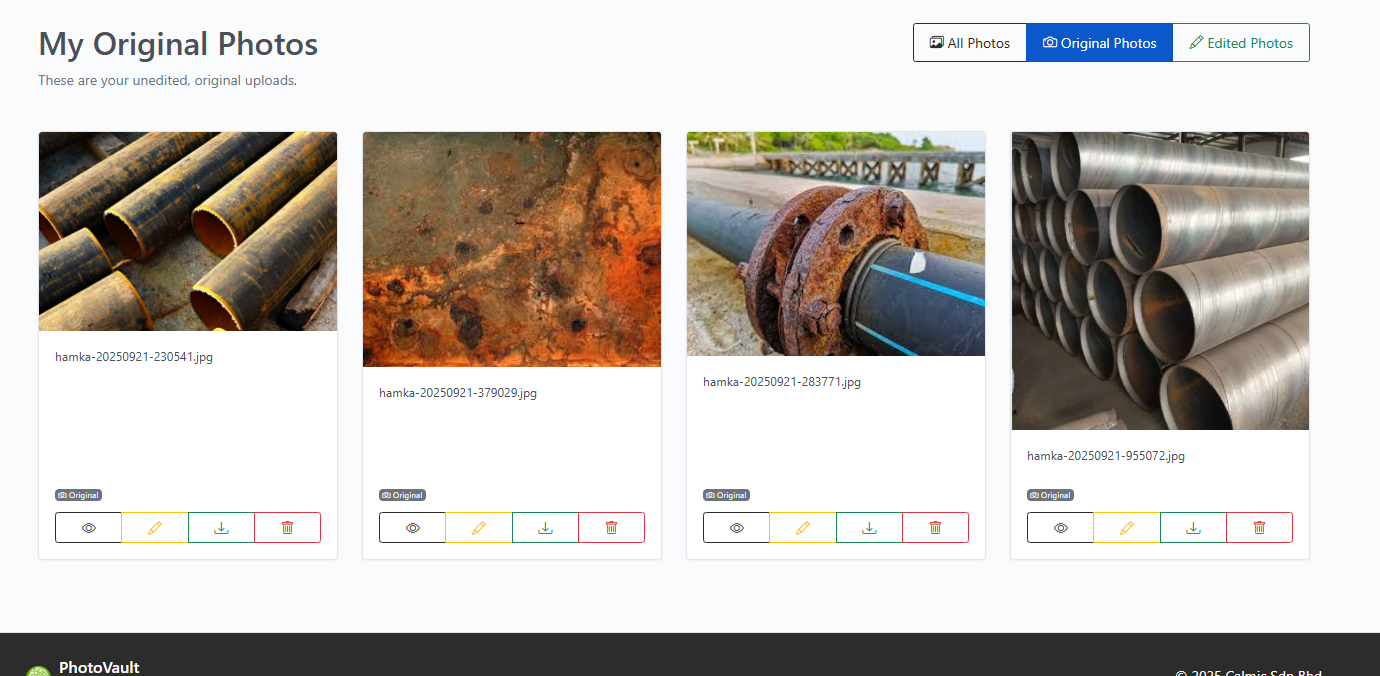 My Original Photos
All Photos
Original Photos
Edited Photos
These are your unedited, original uploads.
hamka-20250921-230541.jpg
hamka-20250921-379029.jpg
hamka-20250921-283771.jpg
hamka-20250921-955072.jpg
Original
Original
Original
Original
PhotoVault
© 2025 Calmic Sdn Bhd